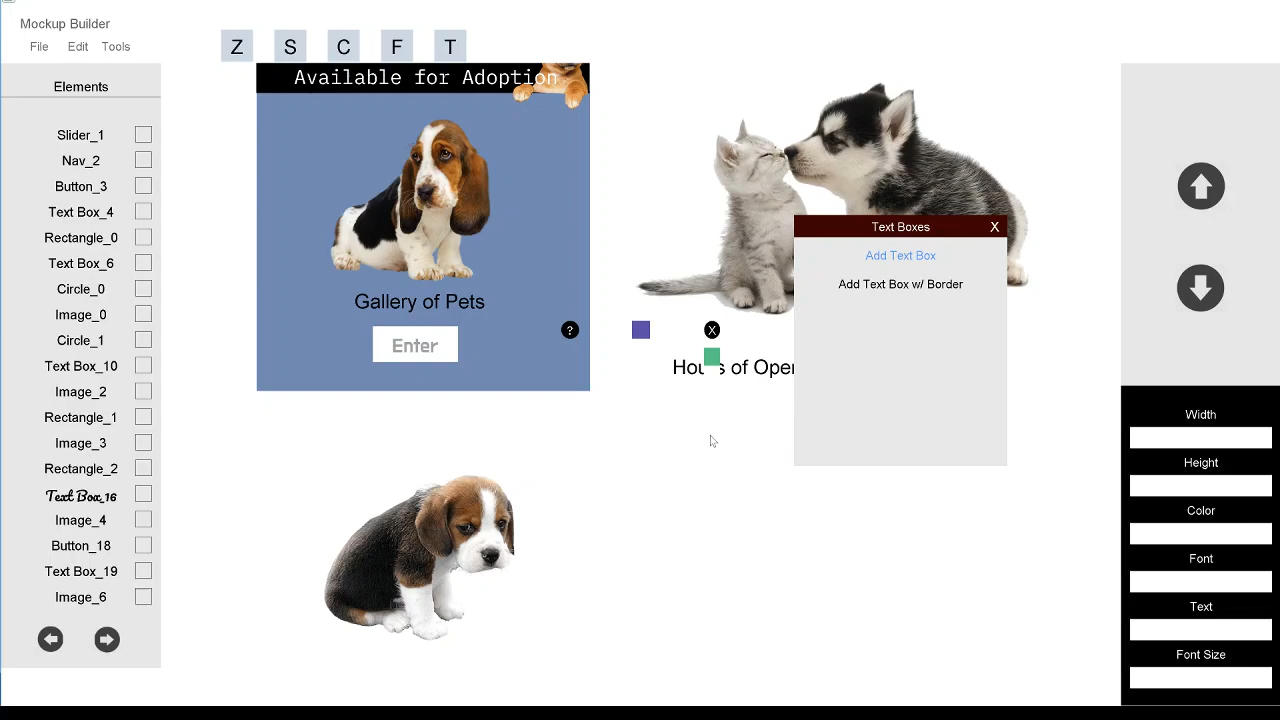 Mockup Builder
File Edit Tools
Z S C F T
Elements
Slider_1
Nav_2
Button_3
Text Box_4
Rectangle_0
Text Box_6
Circle_0
Image_0
Circle_1
Text Box_10
Image_2
Rectangle_1
Image_3
Rectangle_2
Text Box_16
Image_4
Button_18
Text Box_19
Image_6
Available for Adoption
Gallery of Pets
Enter
?
X
of Oper
Text Boxes X
Add Text Box
Add Text Box w/ Border
Width
Height
Color
Font
Text
Font Size